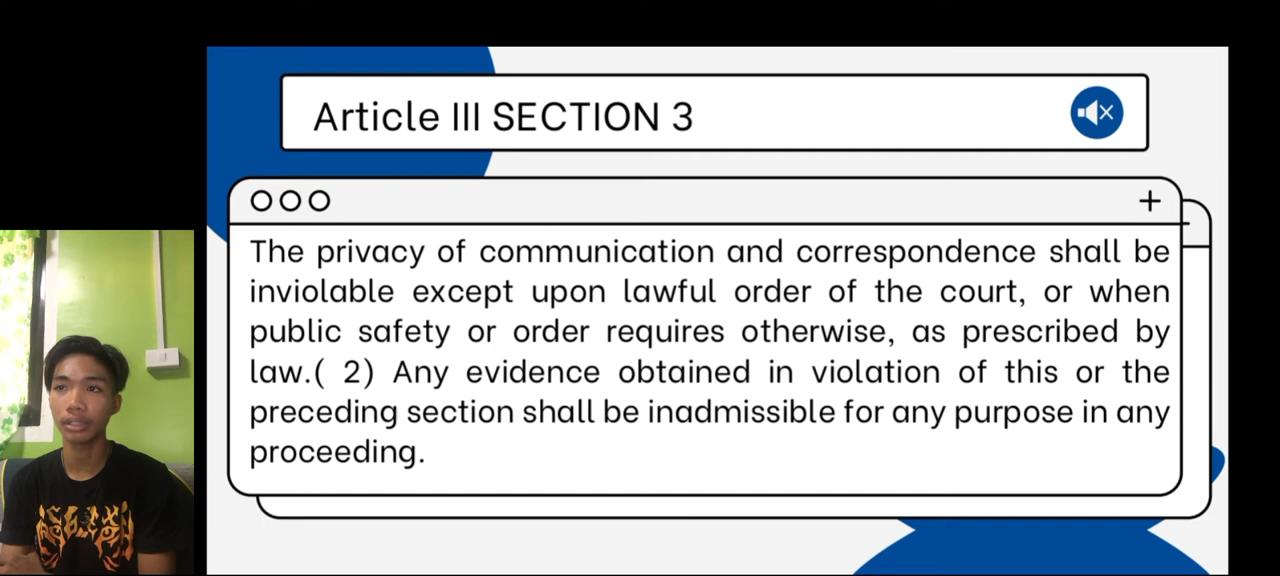 Article III SECTION 3
The privacy of communication and correspondence shall be
inviolable except upon lawful order of the court, or when
public safety or order requires otherwise, as prescribed by
law.( 2) Any evidence obtained in violation of this or the
preceding section shall be inadmissible for any purpose in any
proceeding.